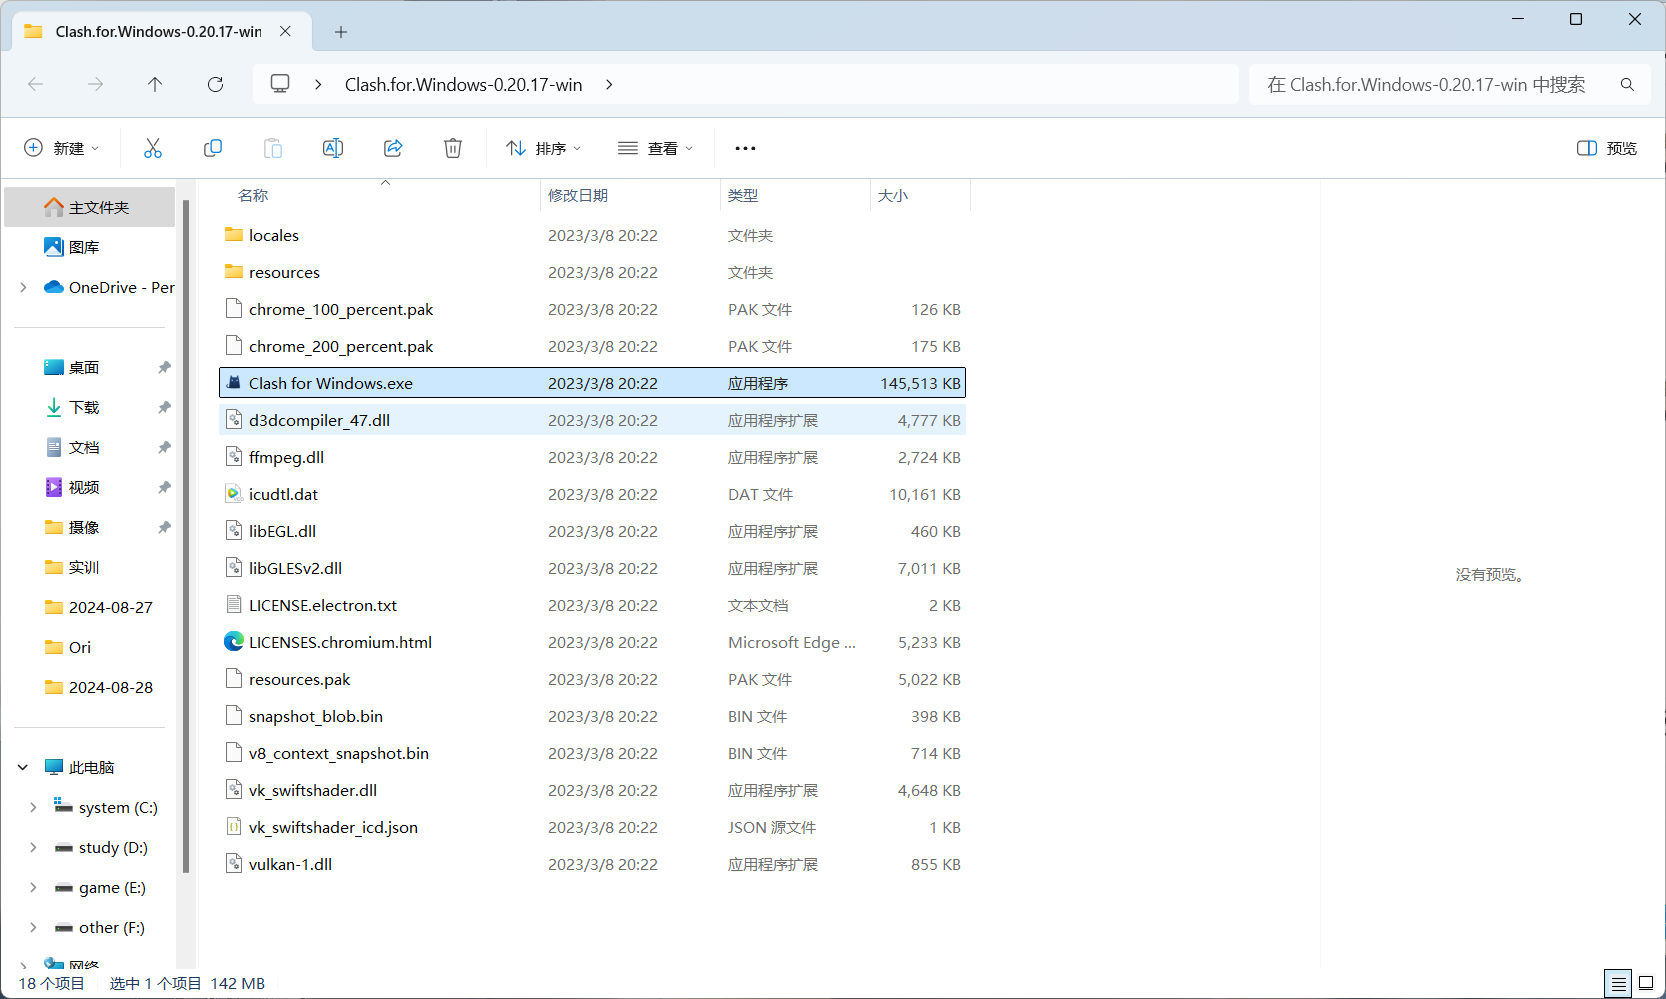 Clash.for.Windows-0.20.17-win
Clash.for.Windows-0.20.17-win
在 Clash.for.Windows-0.20.17-win 中搜索
新建
排序
查看
预览
名称 修改日期 类型 大小
主文件夹
图库
OneDrive - Per
桌面
下载
文档
视频
摄像
实训
2024-08-27
Ori
2024-08-28
此电脑
system (C:)
study (D:)
game (E:)
other (F:)
网络
locales 2023/3/8 20:22 文件夹
resources 2023/3/8 20:22 文件夹
chrome_100_percent.pak 2023/3/8 20:22 PAK 文件 126 KB
chrome_200_percent.pak 2023/3/8 20:22 PAK 文件 175 KB
Clash for Windows.exe 2023/3/8 20:22 应用程序 145,513 KB
d3dcompiler_47.dll 2023/3/8 20:22 应用程序扩展 4,777 KB
ffmpeg.dll 2023/3/8 20:22 应用程序扩展 2,724 KB
icudtl.dat 2023/3/8 20:22 DAT 文件 10,161 KB
libEGL.dll 2023/3/8 20:22 应用程序扩展 460 KB
libGLESv2.dll 2023/3/8 20:22 应用程序扩展 7,011 KB
LICENSE.electron.txt 2023/3/8 20:22 文本文档 2 KB
LICENSES.chromium.html 2023/3/8 20:22 Microsoft Edge ... 5,233 KB
resources.pak 2023/3/8 20:22 PAK 文件 5,022 KB
snapshot_blob.bin 2023/3/8 20:22 BIN 文件 398 KB
v8_context_snapshot.bin 2023/3/8 20:22 BIN 文件 714 KB
vk_swiftshader.dll 2023/3/8 20:22 应用程序扩展 4,648 KB
vk_swiftshader_icd.json 2023/3/8 20:22 JSON 源文件 1 KB
vulkan-1.dll 2023/3/8 20:22 应用程序扩展 855 KB
没有预览。
18 个项目 选中 1 个项目 142 MB